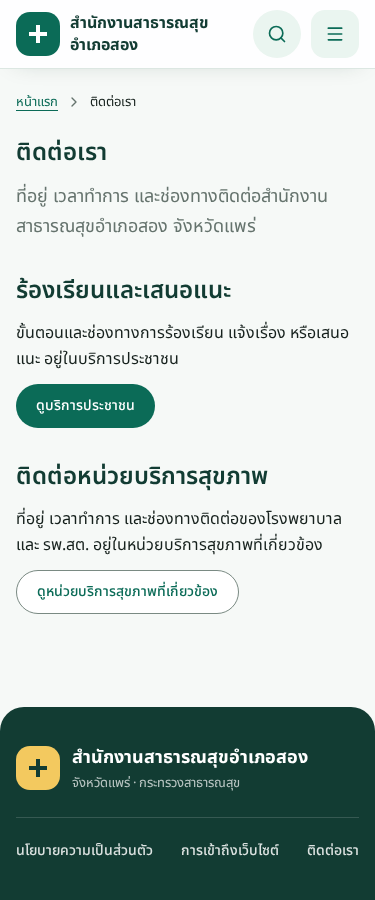 สำนักงานสาธารณสุข
อำเภอสอง
หน้าแรก > ติดต่อเรา
ติดต่อเรา
ที่อยู่ เวลาทำการ และช่องทางติดต่อสำนักงาน
สาธารณสุขอำเภอสอง จังหวัดแพร่
ร้องเรียนและเสนอแนะ
ขั้นตอนและช่องทางการร้องเรียน แจ้งเรื่อง หรือเสนอ
แนะ อยู่ในบริการประชาชน
ดูบริการประชาชน
ติดต่อหน่วยบริการสุขภาพ
ที่อยู่ เวลาทำการ และช่องทางติดต่อของโรงพยาบาล
และ รพ.สต. อยู่ในหน่วยบริการสุขภาพที่เกี่ยวข้อง
ดูหน่วยบริการสุขภาพที่เกี่ยวข้อง
สำนักงานสาธารณสุขอำเภอสอง
จังหวัดแพร่ · กระทรวงสาธารณสุข
นโยบายความเป็นส่วนตัว การเข้าถึงเว็บไซต์ ติดต่อเรา